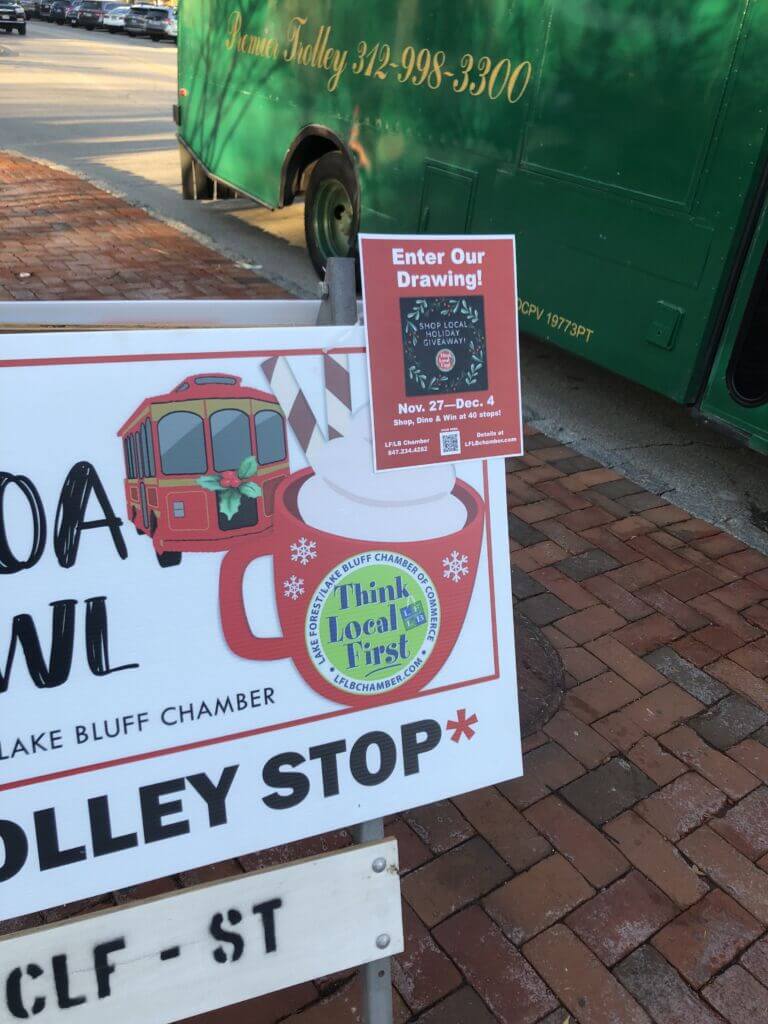 Premier Trolley 312-998-3300
OCPV 19773PT
Enter Our
Drawing!
SHOP LOCAL
HOLIDAY
GIVEAWAY!
Nov. 27—Dec. 4
Shop, Dine & Win at 40 stops!
LF/LB Chamber
847.234.4282
Details at
LFLBchamber.com
OA
WL
LAKE FOREST/LAKE BLUFF CHAMBER OF COMMERCE
Think
Local
First
LFLBCHAMBER.COM
LAKE BLUFF CHAMBER
OLLEY STOP*
CLF - ST